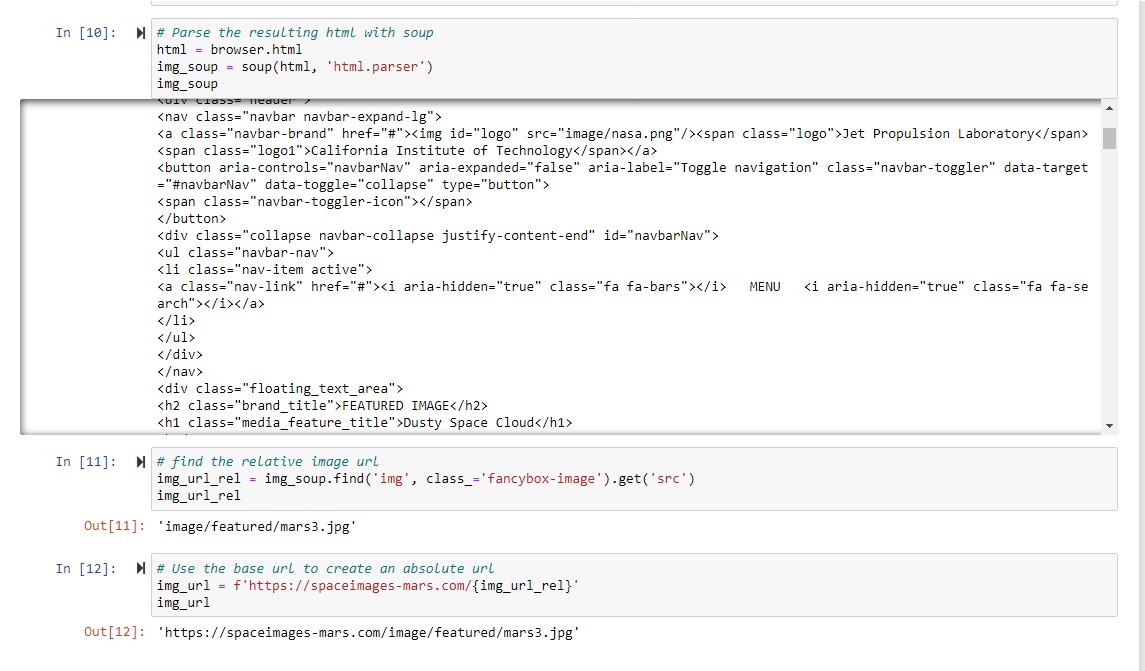 In [10]:
# Parse the resulting html with soup
html = browser.html
img_soup = soup(html, 'html.parser')
img_soup
<div class="header">
<nav class="navbar navbar-expand-lg">
<a class="navbar-brand" href="#"><img id="logo" src="image/nasa.png"/><span class="logo">Jet Propulsion Laboratory</span>
<span class="logo1">California Institute of Technology</span></a>
<button aria-controls="navbarNav" aria-expanded="false" aria-label="Toggle navigation" class="navbar-toggler" data-target
="#navbarNav" data-toggle="collapse" type="button">
<span class="navbar-toggler-icon"></span>
</button>
<div class="collapse navbar-collapse justify-content-end" id="navbarNav">
<ul class="navbar-nav">
<li class="nav-item active">
<a class="nav-link" href="#"><i aria-hidden="true" class="fa fa-bars"></i>   MENU   <i aria-hidden="true" class="fa fa-se
arch"></i></a>
</li>
</ul>
</div>
</nav>
<div class="floating_text_area">
<h2 class="brand_title">FEATURED IMAGE</h2>
<h1 class="media_feature_title">Dusty Space Cloud</h1>
In [11]:
# find the relative image url
img_url_rel = img_soup.find('img', class_='fancybox-image').get('src')
img_url_rel
Out[11]: 'image/featured/mars3.jpg'
In [12]:
# Use the base url to create an absolute url
img_url = f'https://spaceimages-mars.com/{img_url_rel}'
img_url
Out[12]: 'https://spaceimages-mars.com/image/featured/mars3.jpg'